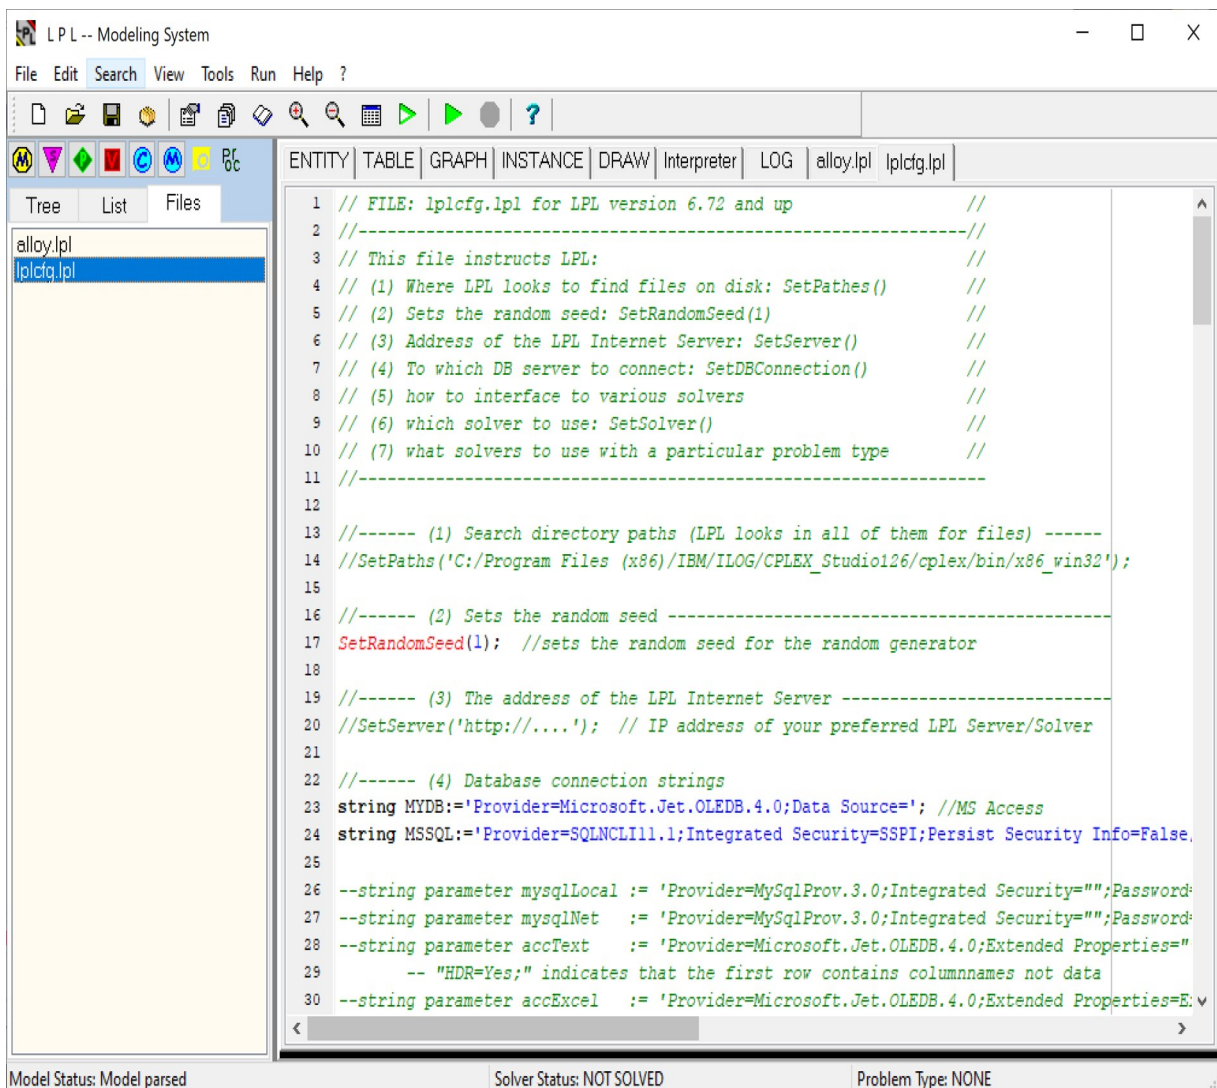 L P L -- Modeling System
File Edit Search View Tools Run Help ?
Tree List Files
alloy.lpl
lplcfg.lpl
ENTITY TABLE GRAPH INSTANCE DRAW Interpreter LOG alloy.lpl lplcfg.lpl
1 // FILE: lplcfg.lpl for LPL version 6.72 and up //
2 //---------------------------------------------------------------//
3 // This file instructs LPL: //
4 // (1) Where LPL looks to find files on disk: SetPathes() //
5 // (2) Sets the random seed: SetRandomSeed(1) //
6 // (3) Address of the LPL Internet Server: SetServer() //
7 // (4) To which DB server to connect: SetDBConnection() //
8 // (5) how to interface to various solvers //
9 // (6) which solver to use: SetSolver() //
10 // (7) what solvers to use with a particular problem type //
11 //-----------------------------------------------------------------
12
13 //------ (1) Search directory paths (LPL looks in all of them for files) ------
14 //SetPaths('C:/Program Files (x86)/IBM/ILOG/CPLEX_Studio126/cplex/bin/x86_win32');
15
16 //------ (2) Sets the random seed ----------------------------------------------
17 SetRandomSeed(1); //sets the random seed for the random generator
18
19 //------ (3) The address of the LPL Internet Server ----------------------------
20 //SetServer('http://....'); // IP address of your preferred LPL Server/Solver
21
22 //------ (4) Database connection strings
23 string MYDB:='Provider=Microsoft.Jet.OLEDB.4.0;Data Source='; //MS Access
24 string MSSQL:='Provider=SQLNCLI11.1;Integrated Security=SSPI;Persist Security Info=False
25
26 --string parameter mysqlLocal := 'Provider=MySqlProv.3.0;Integrated Security="";Password
27 --string parameter mysqlNet := 'Provider=MySqlProv.3.0;Integrated Security="";Password
28 --string parameter accText := 'Provider=Microsoft.Jet.OLEDB.4.0;Extended Properties="
29 -- "HDR=Yes;" indicates that the first row contains columnnames not data
30 --string parameter accExcel := 'Provider=Microsoft.Jet.OLEDB.4.0;Extended Properties=
Model Status: Model parsed Solver Status: NOT SOLVED Problem Type: NONE